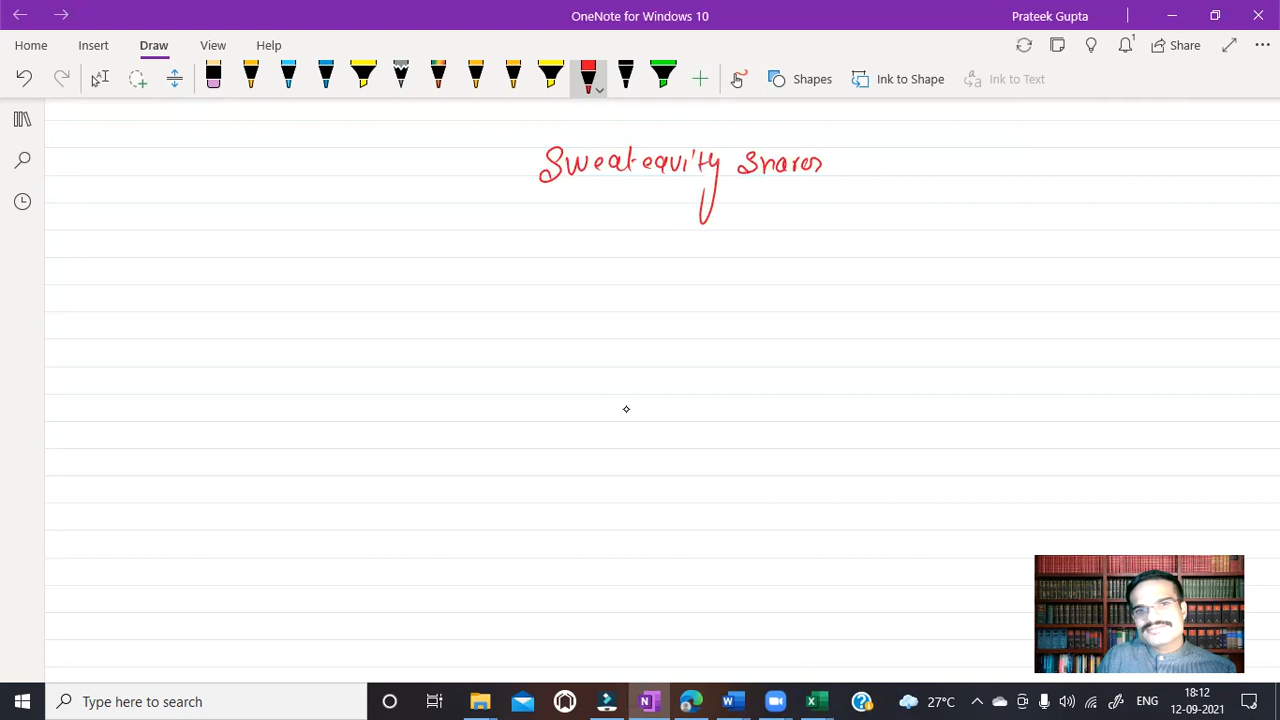 OneNote for Windows 10
Prateek Gupta
Home Insert Draw View Help
Share
Shapes Ink to Shape Ink to Text
Sweat equity Shares
Type here to search
27°C ENG 18:12
12-09-2021